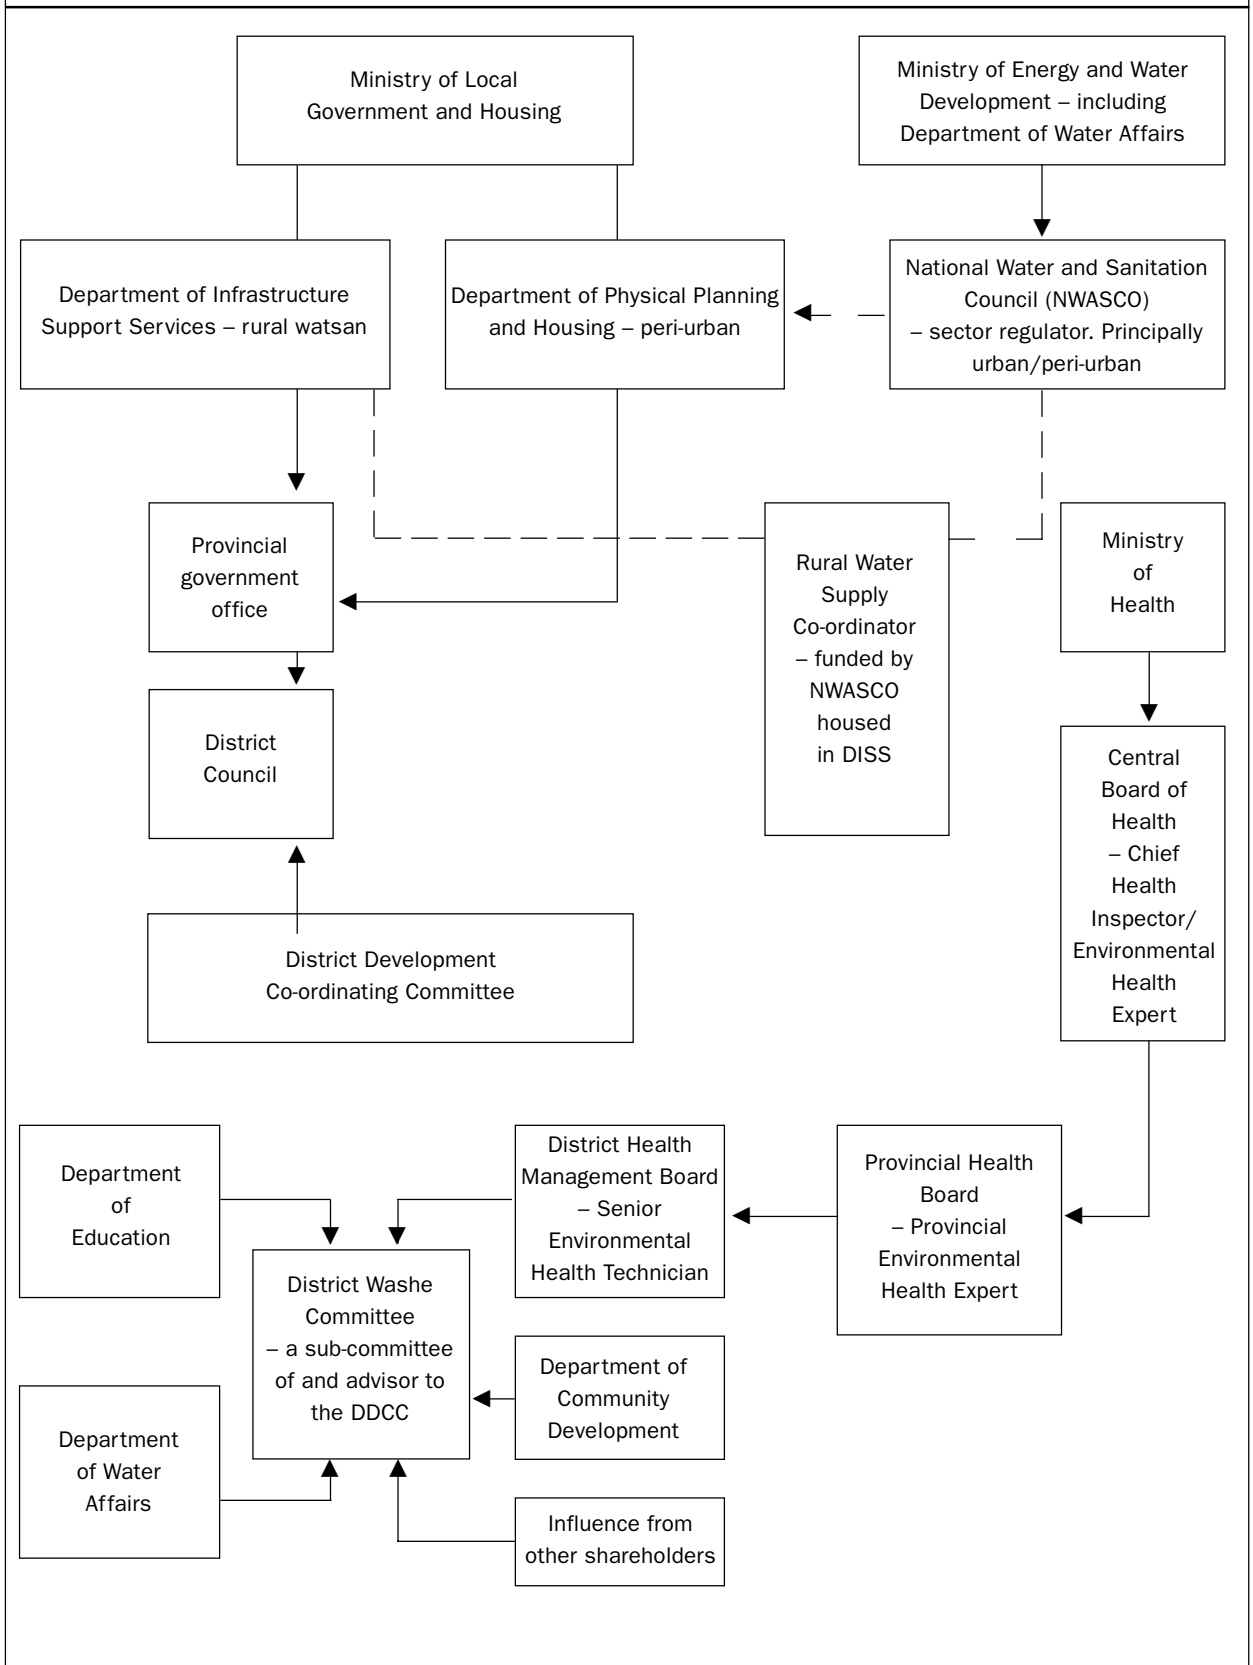 Ministry of Local
Government and Housing
Ministry of Energy and Water
Development – including
Department of Water Affairs
Department of Infrastructure
Support Services – rural watsan
Department of Physical Planning
and Housing – peri-urban
National Water and Sanitation
Council (NWASCO)
– sector regulator. Principally
urban/peri-urban
Provincial
government
office
Rural Water
Supply
Co-ordinator
– funded by
NWASCO
housed
in DISS
Ministry
of
Health
District
Council
Central
Board of
Health
– Chief
Health
Inspector/
Environmental
Health
Expert
District Development
Co-ordinating Committee
Department
of
Education
District Health
Management Board
– Senior
Environmental
Health Technician
Provincial Health
Board
– Provincial
Environmental
Health Expert
District Washe
Committee
– a sub-committee
of and advisor to
the DDCC
Department of
Community
Development
Department
of Water
Affairs
Influence from
other shareholders